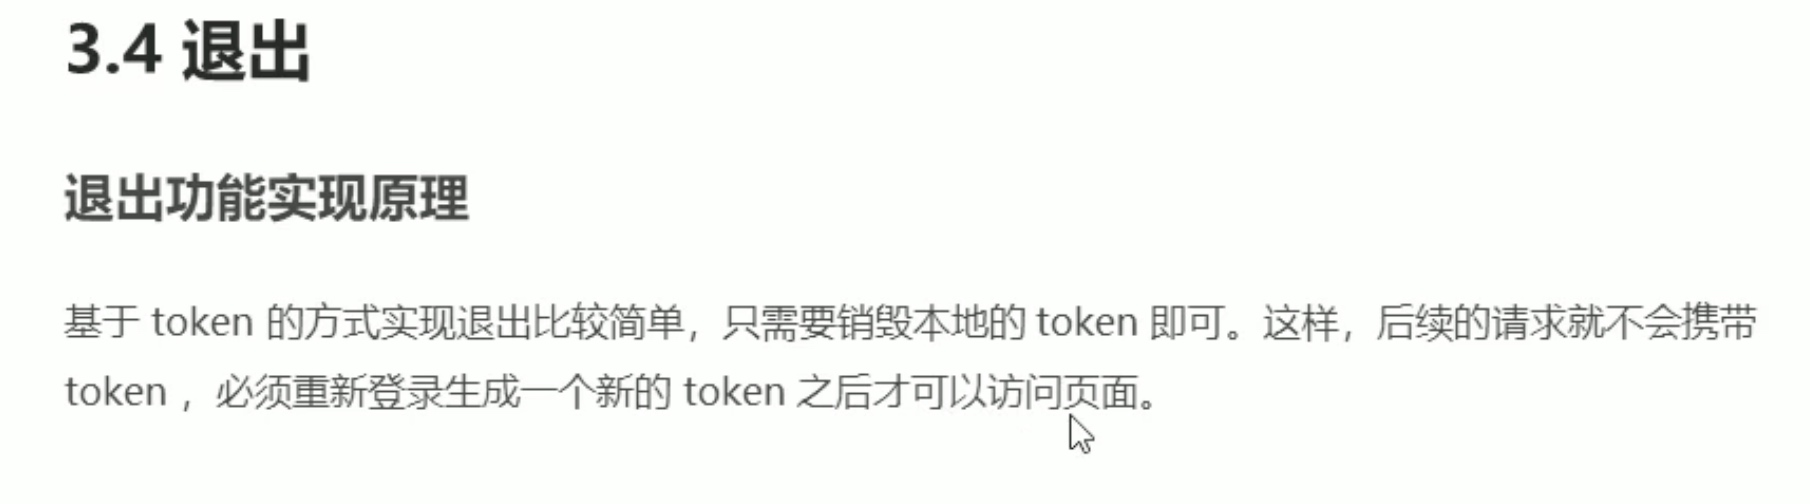 3.4 退出
退出功能实现原理
基于 token 的方式实现退出比较简单，只需要销毁本地的 token 即可。这样，后续的请求就不会携带
token ，必须重新登录生成一个新的 token 之后才可以访问页面。